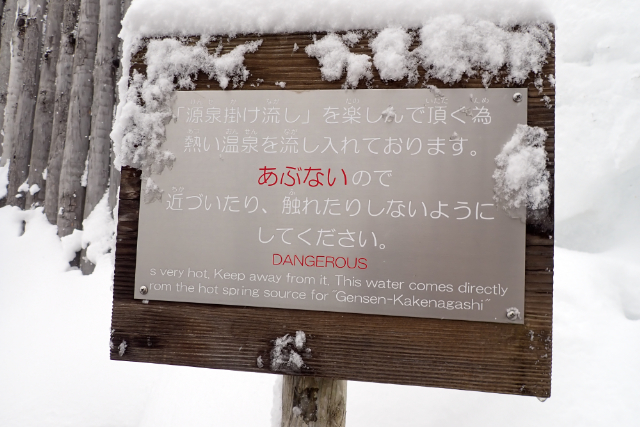 「源泉掛け流し」を楽しんで頂く為
熱い温泉を流し入れております。
あぶないので
近づいたり、触れたりしないように
してください。
DANGEROUS
s very hot. Keep away from it. This water comes directly
rom the hot spring source for "Gensen-Kakenagashi"